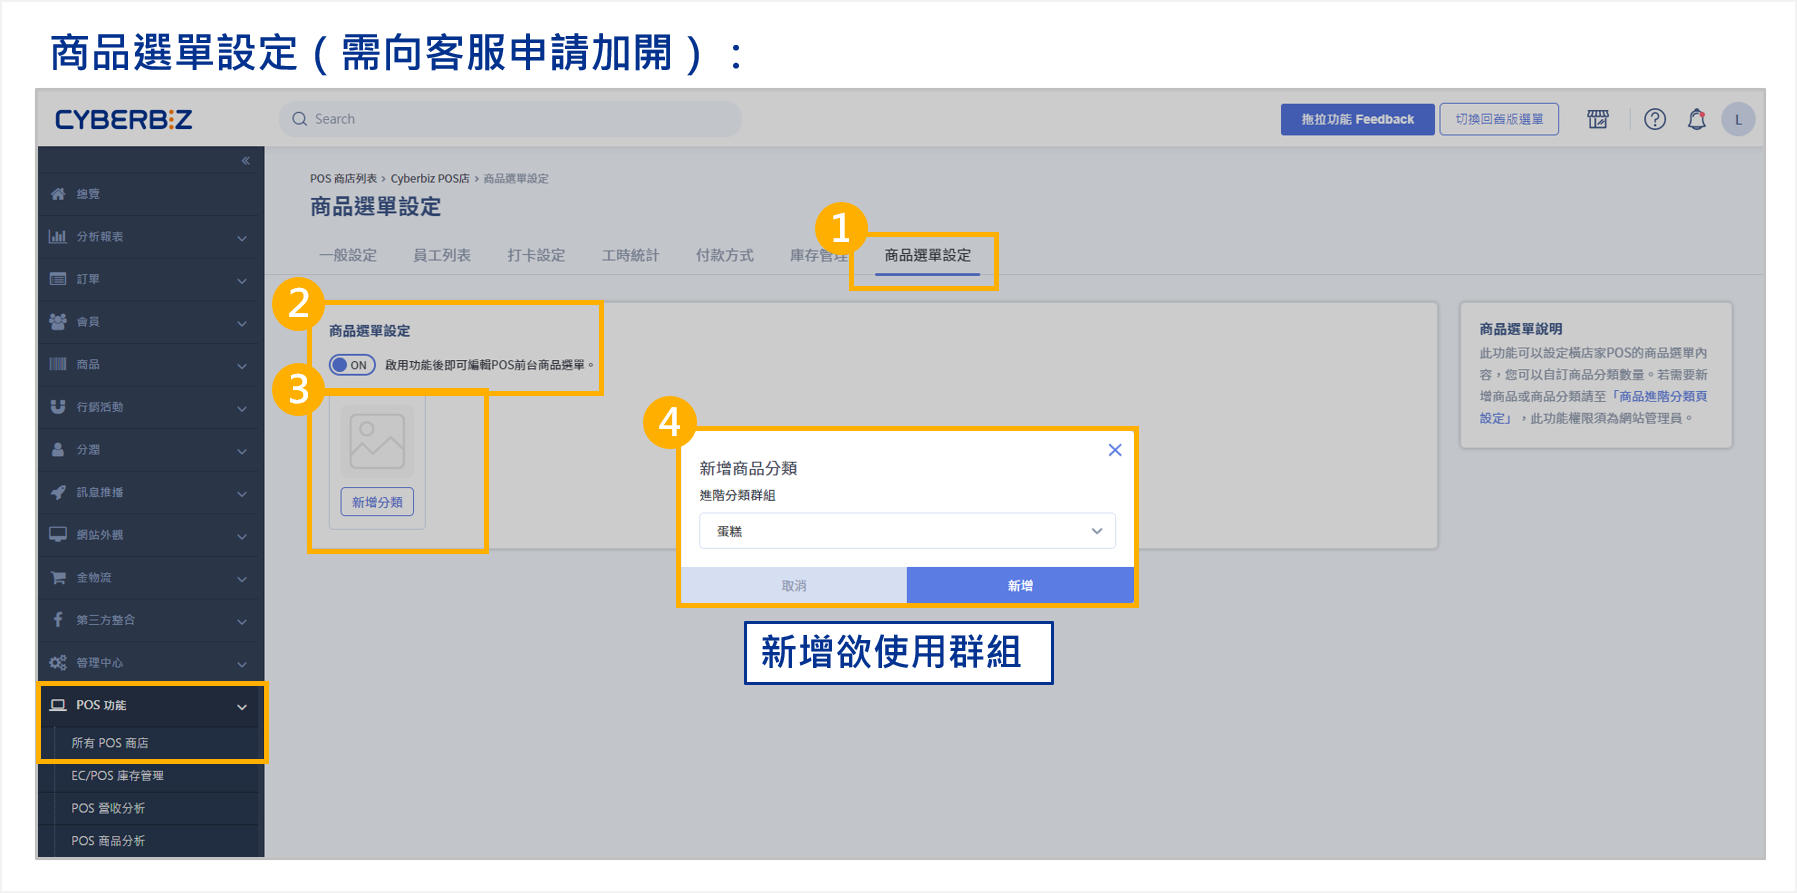 商品選單設定（需向客服申請加開）：
CYBERBIZ
Search
拖拉功能 Feedback
切換回舊版選單
L
«
總覽
分析報表
訂單
會員
商品
行銷活動
分潤
訊息推播
網站外觀
金物流
第三方整合
管理中心
POS 功能
所有 POS 商店
EC/POS 庫存管理
POS 營收分析
POS 商品分析
POS 商店列表 › Cyberbiz POS店 › 商品選單設定
商品選單設定
1
一般設定 員工列表 打卡設定 工時統計 付款方式 庫存管理 商品選單設定
2
商品選單設定
ON 啟用功能後即可編輯POS前台商品選單。
3
新增分類
4
新增商品分類
進階分類群組
蛋糕
取消
新增
新增欲使用群組
商品選單說明
此功能可以設定橫店家POS的商品選單內
容，您可以自訂商品分類數量。若需要新
增商品或商品分類請至「商品進階分類頁
設定」，此功能權限須為網站管理員。